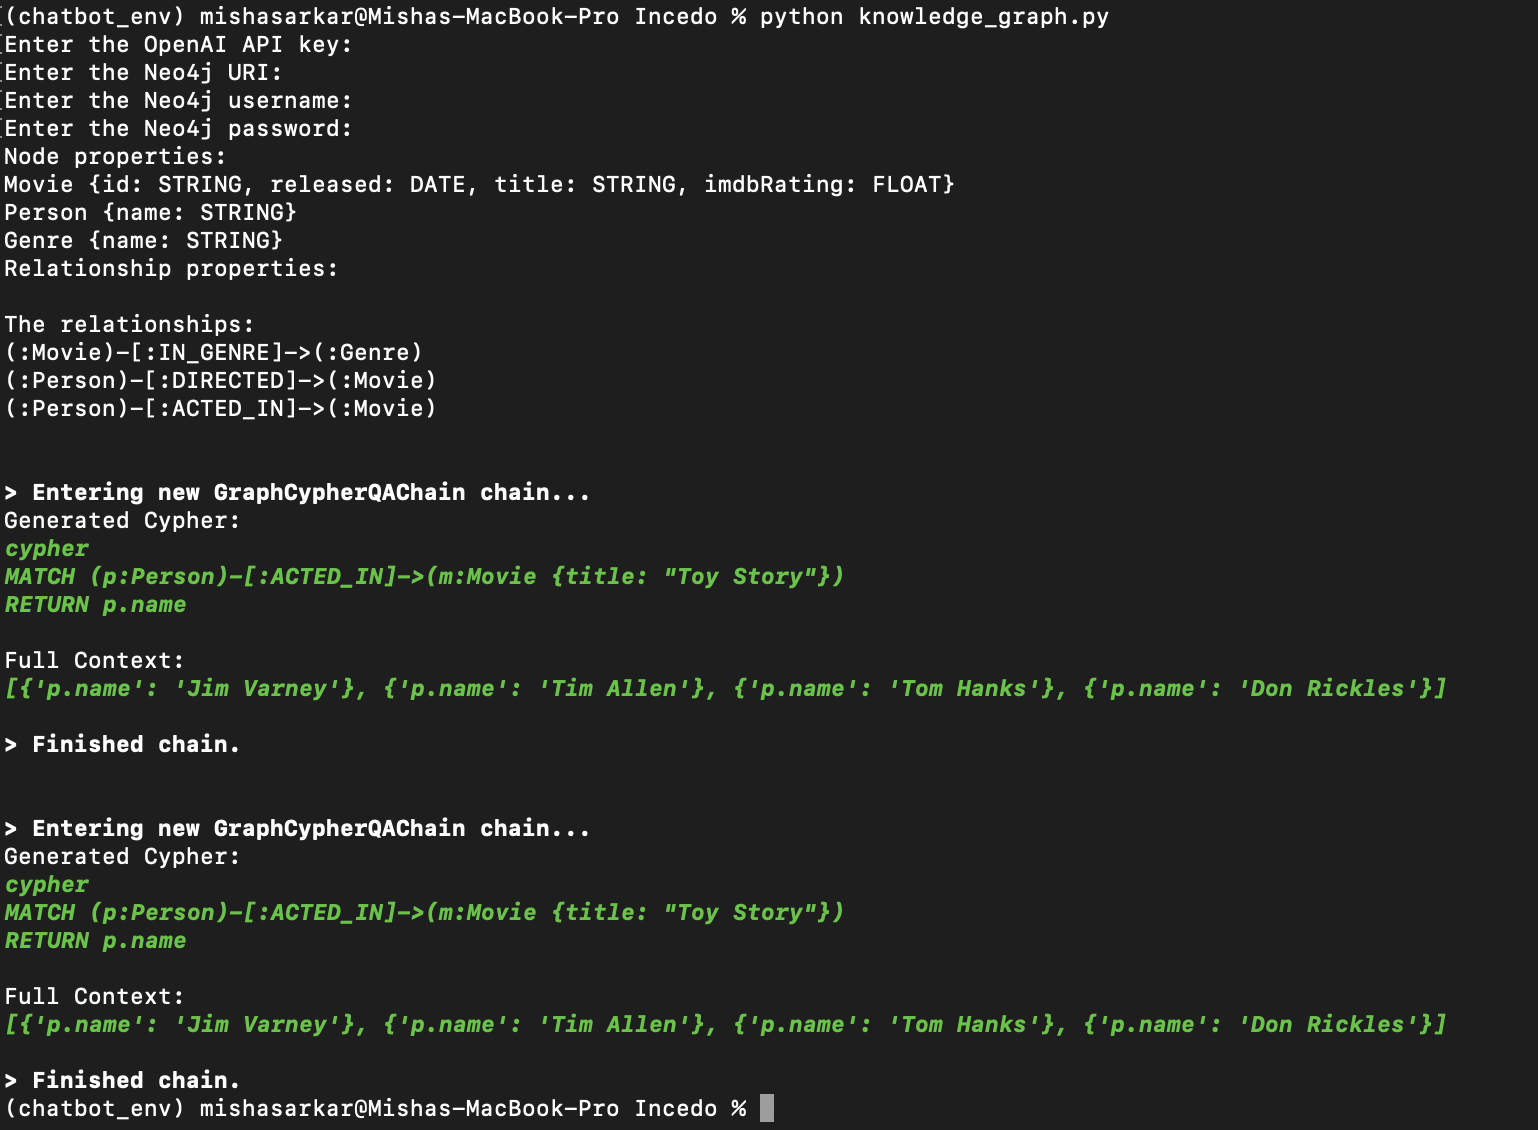 (chatbot_env) mishasarkar@Mishas-MacBook-Pro Incedo % python knowledge_graph.py
Enter the OpenAI API key:
Enter the Neo4j URI:
Enter the Neo4j username:
Enter the Neo4j password:
Node properties:
Movie {id: STRING, released: DATE, title: STRING, imdbRating: FLOAT}
Person {name: STRING}
Genre {name: STRING}
Relationship properties:

The relationships:
(:Movie)-[:IN_GENRE]->(:Genre)
(:Person)-[:DIRECTED]->(:Movie)
(:Person)-[:ACTED_IN]->(:Movie)

> Entering new GraphCypherQAChain chain...
Generated Cypher:
cypher
MATCH (p:Person)-[:ACTED_IN]->(m:Movie {title: "Toy Story"})
RETURN p.name

Full Context:
[{'p.name': 'Jim Varney'}, {'p.name': 'Tim Allen'}, {'p.name': 'Tom Hanks'}, {'p.name': 'Don Rickles'}]

> Finished chain.

> Entering new GraphCypherQAChain chain...
Generated Cypher:
cypher
MATCH (p:Person)-[:ACTED_IN]->(m:Movie {title: "Toy Story"})
RETURN p.name

Full Context:
[{'p.name': 'Jim Varney'}, {'p.name': 'Tim Allen'}, {'p.name': 'Tom Hanks'}, {'p.name': 'Don Rickles'}]

> Finished chain.
(chatbot_env) mishasarkar@Mishas-MacBook-Pro Incedo %